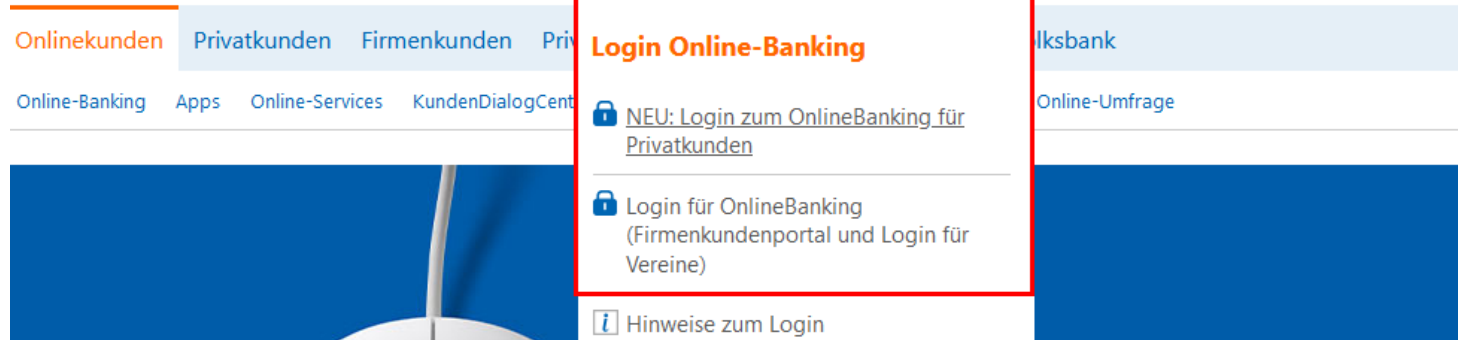 Onlinekunden Privatkunden Firmenkunden
Online-Banking Apps Online-Services
Login Online-Banking
NEU: Login zum OnlineBanking für
Privatkunden
Login für OnlineBanking
(Firmenkundenportal und Login für
Vereine)
i Hinweise zum Login
Online-Umfrage